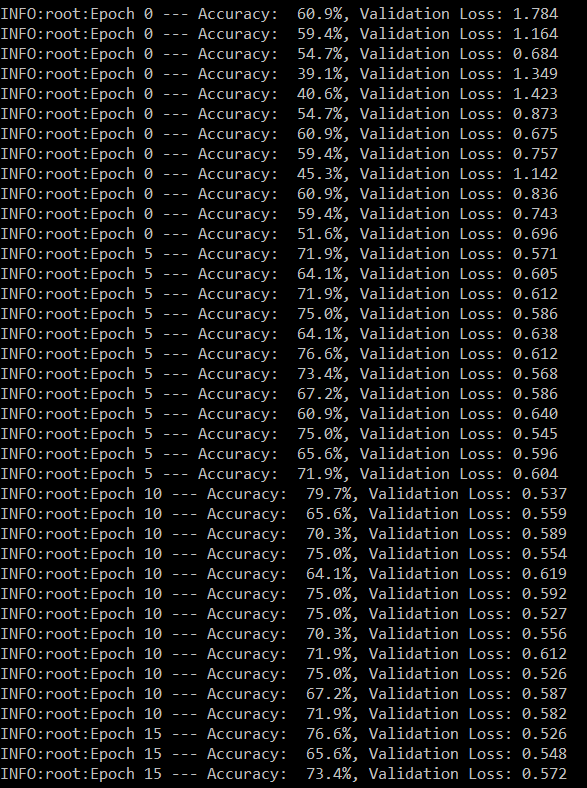 INFO:root:Epoch 0 --- Accuracy:  60.9%, Validation Loss: 1.784
INFO:root:Epoch 0 --- Accuracy:  59.4%, Validation Loss: 1.164
INFO:root:Epoch 0 --- Accuracy:  54.7%, Validation Loss: 0.684
INFO:root:Epoch 0 --- Accuracy:  39.1%, Validation Loss: 1.349
INFO:root:Epoch 0 --- Accuracy:  40.6%, Validation Loss: 1.423
INFO:root:Epoch 0 --- Accuracy:  54.7%, Validation Loss: 0.873
INFO:root:Epoch 0 --- Accuracy:  60.9%, Validation Loss: 0.675
INFO:root:Epoch 0 --- Accuracy:  59.4%, Validation Loss: 0.757
INFO:root:Epoch 0 --- Accuracy:  45.3%, Validation Loss: 1.142
INFO:root:Epoch 0 --- Accuracy:  60.9%, Validation Loss: 0.836
INFO:root:Epoch 0 --- Accuracy:  59.4%, Validation Loss: 0.743
INFO:root:Epoch 0 --- Accuracy:  51.6%, Validation Loss: 0.696
INFO:root:Epoch 5 --- Accuracy:  71.9%, Validation Loss: 0.571
INFO:root:Epoch 5 --- Accuracy:  64.1%, Validation Loss: 0.605
INFO:root:Epoch 5 --- Accuracy:  71.9%, Validation Loss: 0.612
INFO:root:Epoch 5 --- Accuracy:  75.0%, Validation Loss: 0.586
INFO:root:Epoch 5 --- Accuracy:  64.1%, Validation Loss: 0.638
INFO:root:Epoch 5 --- Accuracy:  76.6%, Validation Loss: 0.612
INFO:root:Epoch 5 --- Accuracy:  73.4%, Validation Loss: 0.568
INFO:root:Epoch 5 --- Accuracy:  67.2%, Validation Loss: 0.586
INFO:root:Epoch 5 --- Accuracy:  60.9%, Validation Loss: 0.640
INFO:root:Epoch 5 --- Accuracy:  75.0%, Validation Loss: 0.545
INFO:root:Epoch 5 --- Accuracy:  65.6%, Validation Loss: 0.596
INFO:root:Epoch 5 --- Accuracy:  71.9%, Validation Loss: 0.604
INFO:root:Epoch 10 --- Accuracy:  79.7%, Validation Loss: 0.537
INFO:root:Epoch 10 --- Accuracy:  65.6%, Validation Loss: 0.559
INFO:root:Epoch 10 --- Accuracy:  70.3%, Validation Loss: 0.589
INFO:root:Epoch 10 --- Accuracy:  75.0%, Validation Loss: 0.554
INFO:root:Epoch 10 --- Accuracy:  64.1%, Validation Loss: 0.619
INFO:root:Epoch 10 --- Accuracy:  75.0%, Validation Loss: 0.592
INFO:root:Epoch 10 --- Accuracy:  75.0%, Validation Loss: 0.527
INFO:root:Epoch 10 --- Accuracy:  70.3%, Validation Loss: 0.556
INFO:root:Epoch 10 --- Accuracy:  71.9%, Validation Loss: 0.612
INFO:root:Epoch 10 --- Accuracy:  75.0%, Validation Loss: 0.526
INFO:root:Epoch 10 --- Accuracy:  67.2%, Validation Loss: 0.587
INFO:root:Epoch 10 --- Accuracy:  71.9%, Validation Loss: 0.582
INFO:root:Epoch 15 --- Accuracy:  76.6%, Validation Loss: 0.526
INFO:root:Epoch 15 --- Accuracy:  65.6%, Validation Loss: 0.548
INFO:root:Epoch 15 --- Accuracy:  73.4%, Validation Loss: 0.572